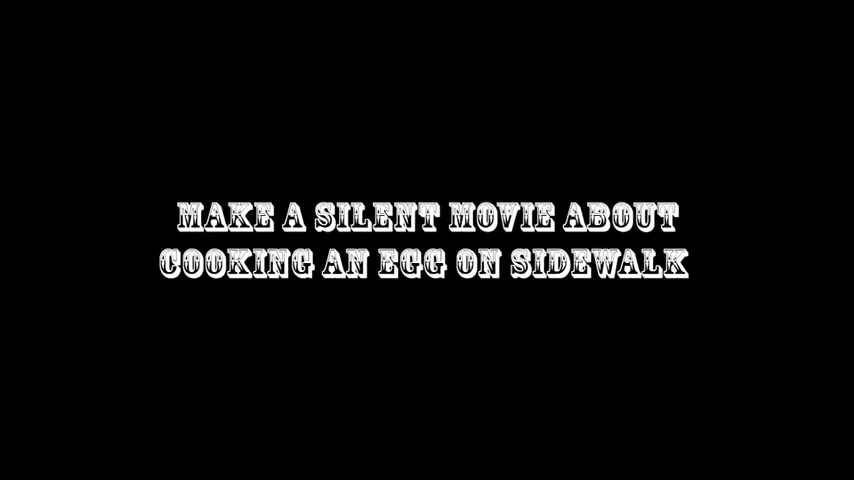 MAKE A SILENT MOVIE ABOUT
COOKING AN EGG ON SIDEWALK